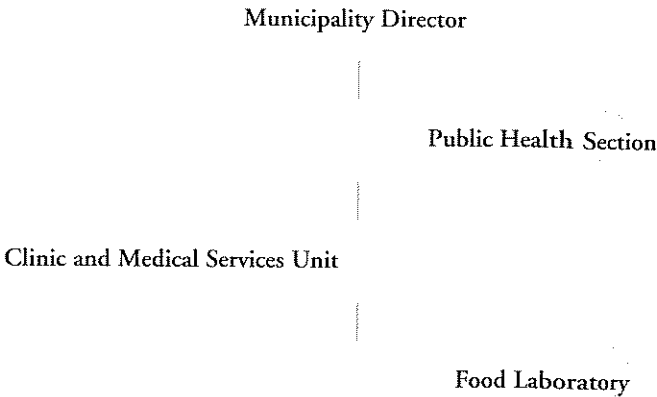 Municipality Director
Public Health Section
Clinic and Medical Services Unit
Food Laboratory